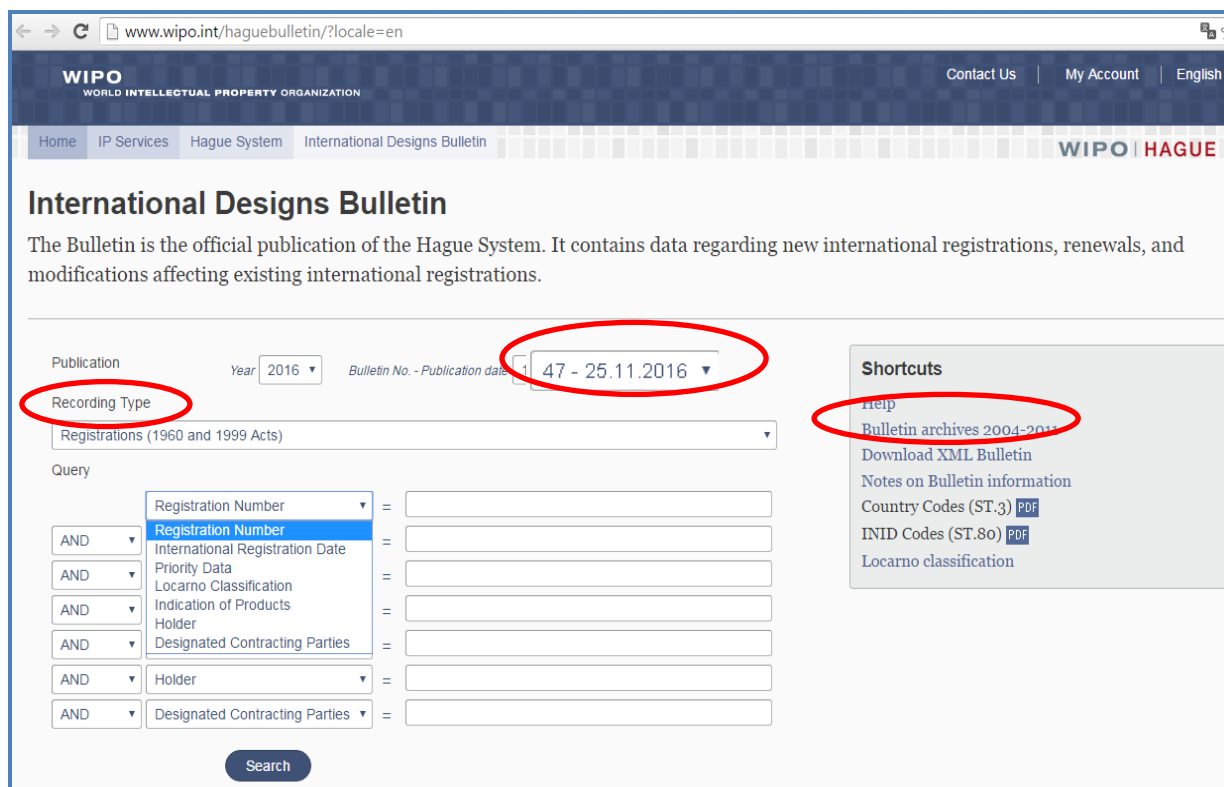 www.wipo.int/haguebulletin/?locale=en
WIPO
WORLD INTELLECTUAL PROPERTY ORGANIZATION
Contact Us | My Account | English
Home IP Services Hague System International Designs Bulletin
WIPO | HAGUE
International Designs Bulletin
The Bulletin is the official publication of the Hague System. It contains data regarding new international registrations, renewals, and
modifications affecting existing international registrations.
Publication Year 2016 Bulletin No. - Publication date 1 47 - 25.11.2016
Recording Type
Registrations (1960 and 1999 Acts)
Query
Registration Number =
Registration Number
AND =
International Registration Date
Priority Data
AND =
Locarno Classification
Indication of Products
AND =
Holder
Designated Contracting Parties
AND =
AND Holder =
AND Designated Contracting Parties =
Search
Shortcuts
Help
Bulletin archives 2004-2011
Download XML Bulletin
Notes on Bulletin information
Country Codes (ST.3) PDF
INID Codes (ST.80) PDF
Locarno classification